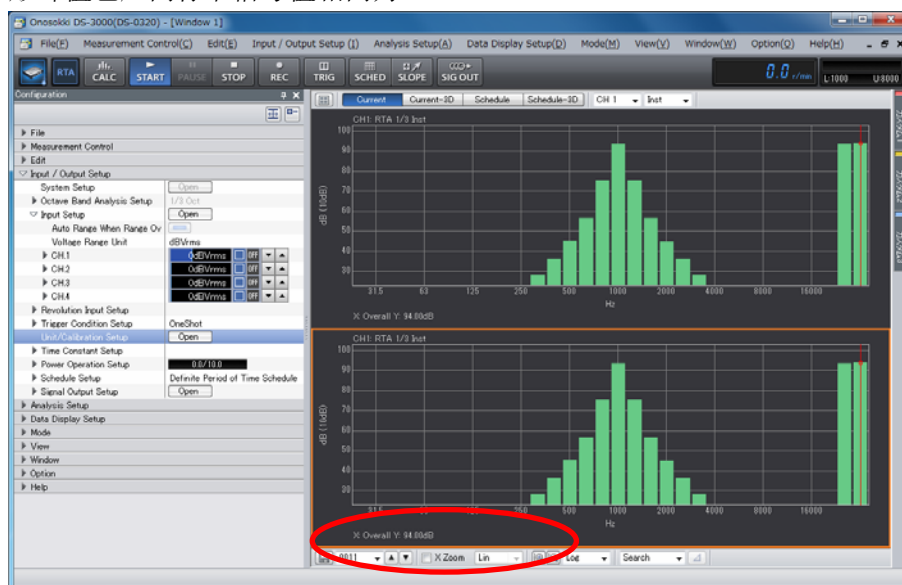 Onosokki DS-3000(DS-0320) - [Window 1]
File(F) Measurement Control(C) Edit(E) Input / Output Setup (I) Analysis Setup(A) Data Display Setup(D) Mode(M) View(V) Window(W) Option(O) Help(H)
RTA CALC START PAUSE STOP REC TRIG SCHED SLOPE SIG OUT 0.0 r/min L:1000 U:8000
Configuration
Current Current-3D Schedule Schedule-3D CH 1 Inst
File
Measurement Control
Edit
Input / Output Setup
System Setup Open
Octave Band Analysis Setup 1/3 Oct
Input Setup Open
Auto Range When Range Ov
Voltage Range Unit dBVrms
CH.1 0dBVrms OFF
CH.2 0dBVrms OFF
CH.3 0dBVrms OFF
CH.4 0dBVrms OFF
Revolution Input Setup
Trigger Condition Setup OneShot
Unit/Calibration Setup Open
Time Constant Setup
Power Operation Setup 0.0/10.0
Schedule Setup Definite Period of Time Schedule
Signal Output Setup Open
Analysis Setup
Data Display Setup
Mode
View
Window
Option
Help
CH1: RTA 1/3 Inst
100
90
80
70
60
50
40
30
dB (10dB)
31.5 63 125 250 500 1000 2000 4000 8000 16000
Hz
X: Overall Y: 94.00dB
CH1: RTA 1/3 Inst
100
90
80
70
60
50
40
30
dB (10dB)
31.5 63 125 250 500 1000 2000 4000 8000 16000
Hz
X: Overall Y: 94.00dB
X Zoom Lin Log Search